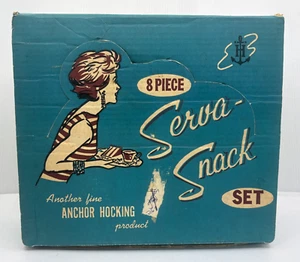 8 PIECE
Serva-
Snack
SET
Another fine
ANCHOR HOCKING
product